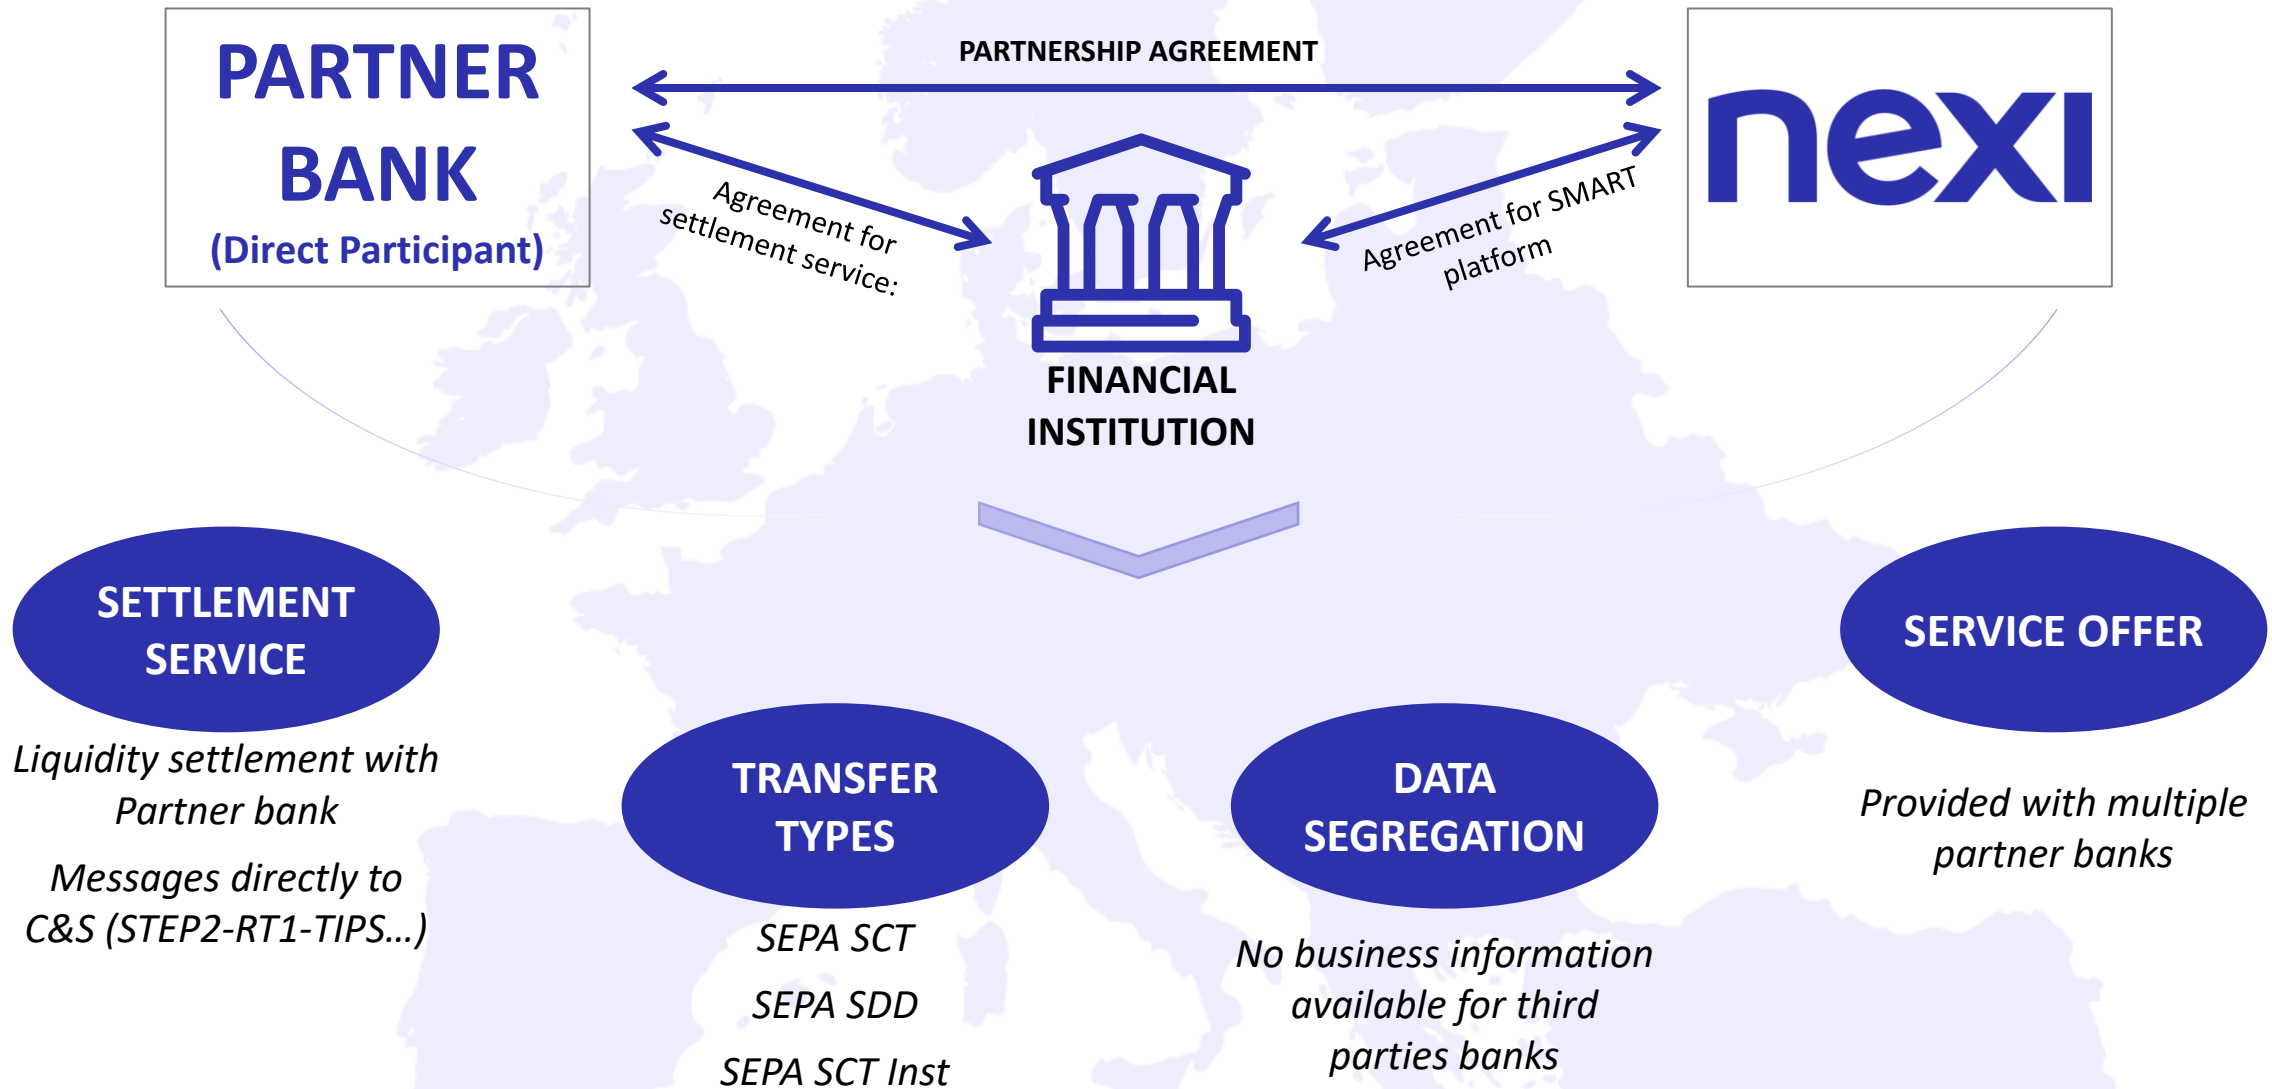 PARTNER
BANK
(Direct Participant)
PARTNERSHIP AGREEMENT
nexi
Agreement for
settlement service:
Agreement for SMART
platform
FINANCIAL
INSTITUTION
SETTLEMENT
SERVICE
Liquidity settlement with
Partner bank
Messages directly to
C&S (STEP2-RT1-TIPS...)
TRANSFER
TYPES
SEPA SCT
SEPA SDD
SEPA SCT Inst
DATA
SEGREGATION
No business information
available for third
parties banks
SERVICE OFFER
Provided with multiple
partner banks